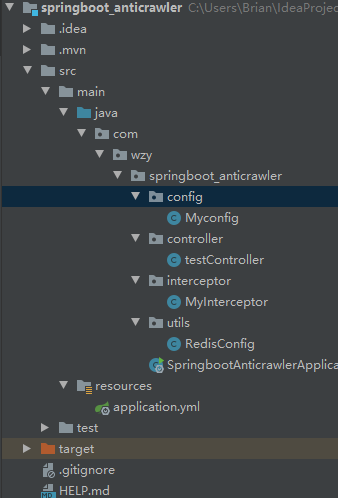 springboot_anticrawler C:\Users\Brian\IdeaProjec
.idea
.mvn
src
main
java
com
wzy
springboot_anticrawler
config
Myconfig
controller
testController
interceptor
MyInterceptor
utils
RedisConfig
SpringbootAnticrawlerApplica
resources
application.yml
test
target
.gitignore
HELP.md